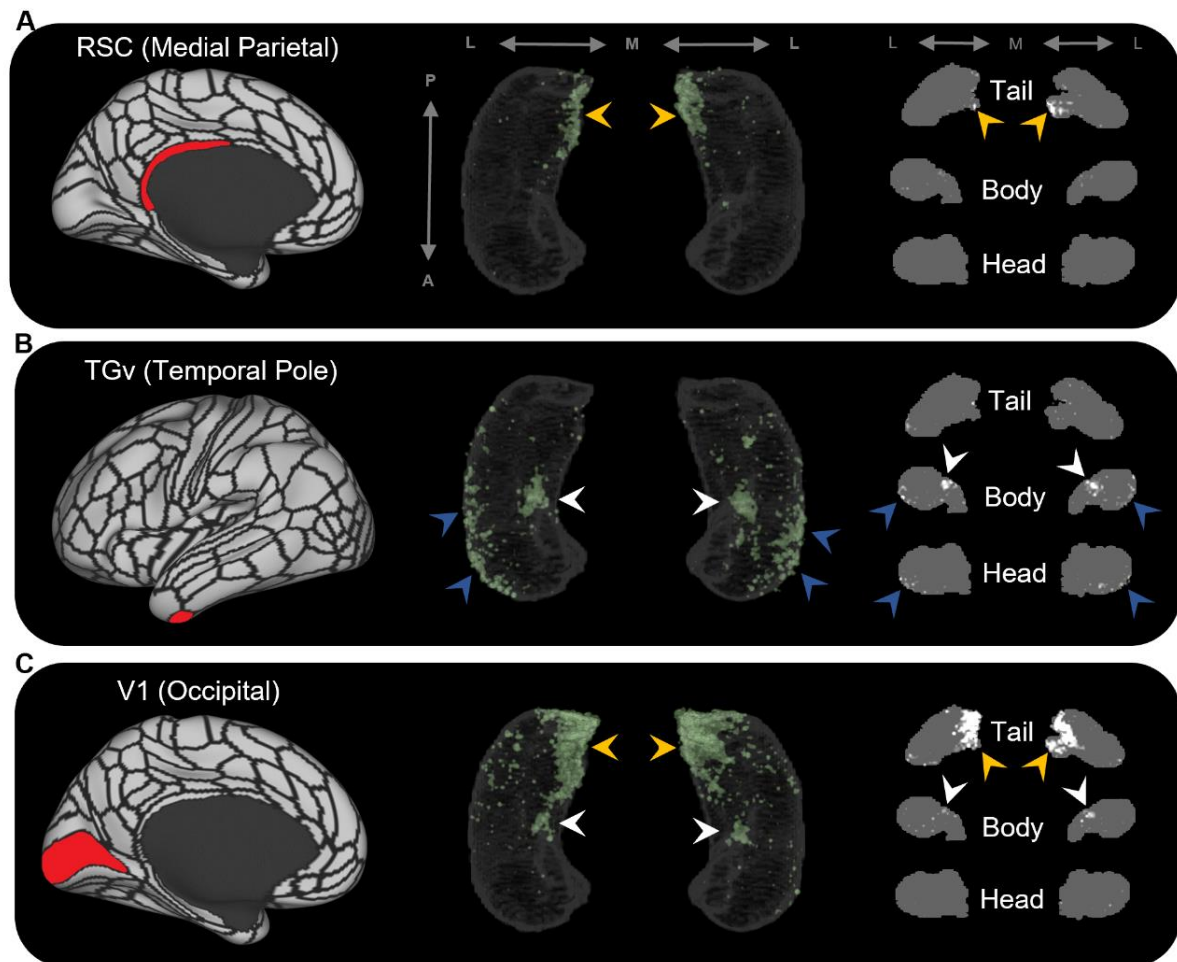 A
RSC (Medial Parietal)
L M L
L M L
P
A
Tail
Body
Head
B
TGv (Temporal Pole)
Tail
Body
Head
C
V1 (Occipital)
Tail
Body
Head